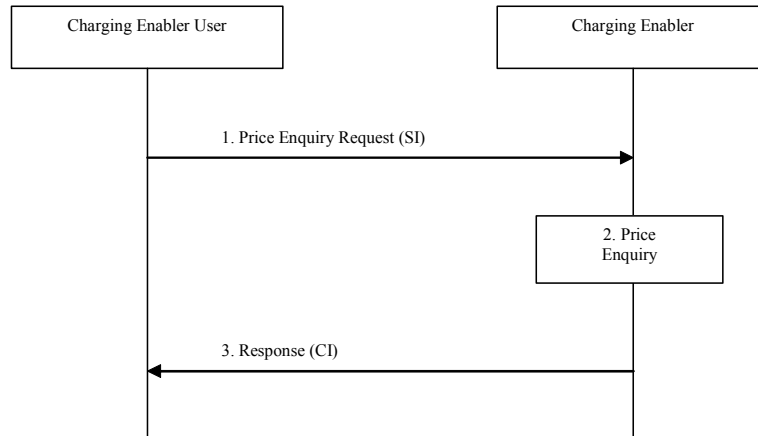 Charging Enabler User
Charging Enabler
1. Price Enquiry Request (SI)
2. Price
Enquiry
3. Response (CI)